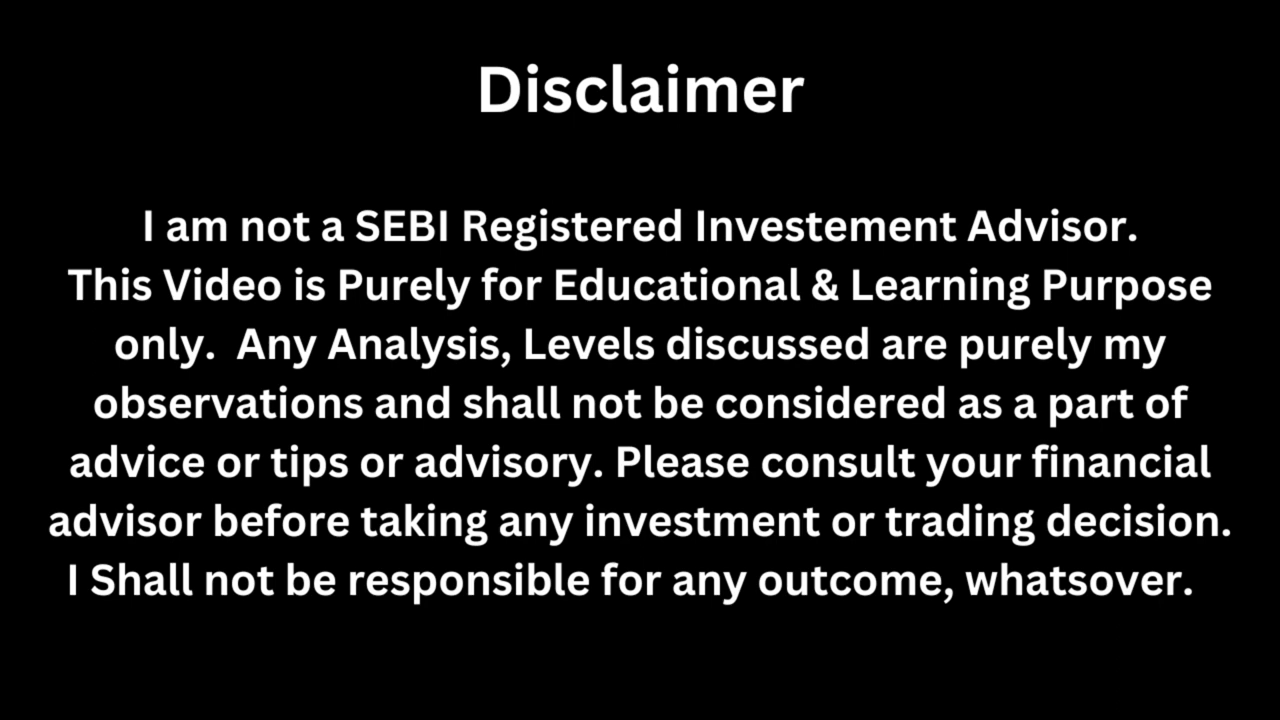 Disclaimer
I am not a SEBI Registered Investement Advisor.
This Video is Purely for Educational & Learning Purpose
only.  Any Analysis, Levels discussed are purely my
observations and shall not be considered as a part of
advice or tips or advisory. Please consult your financial
advisor before taking any investment or trading decision.
I Shall not be responsible for any outcome, whatsover.